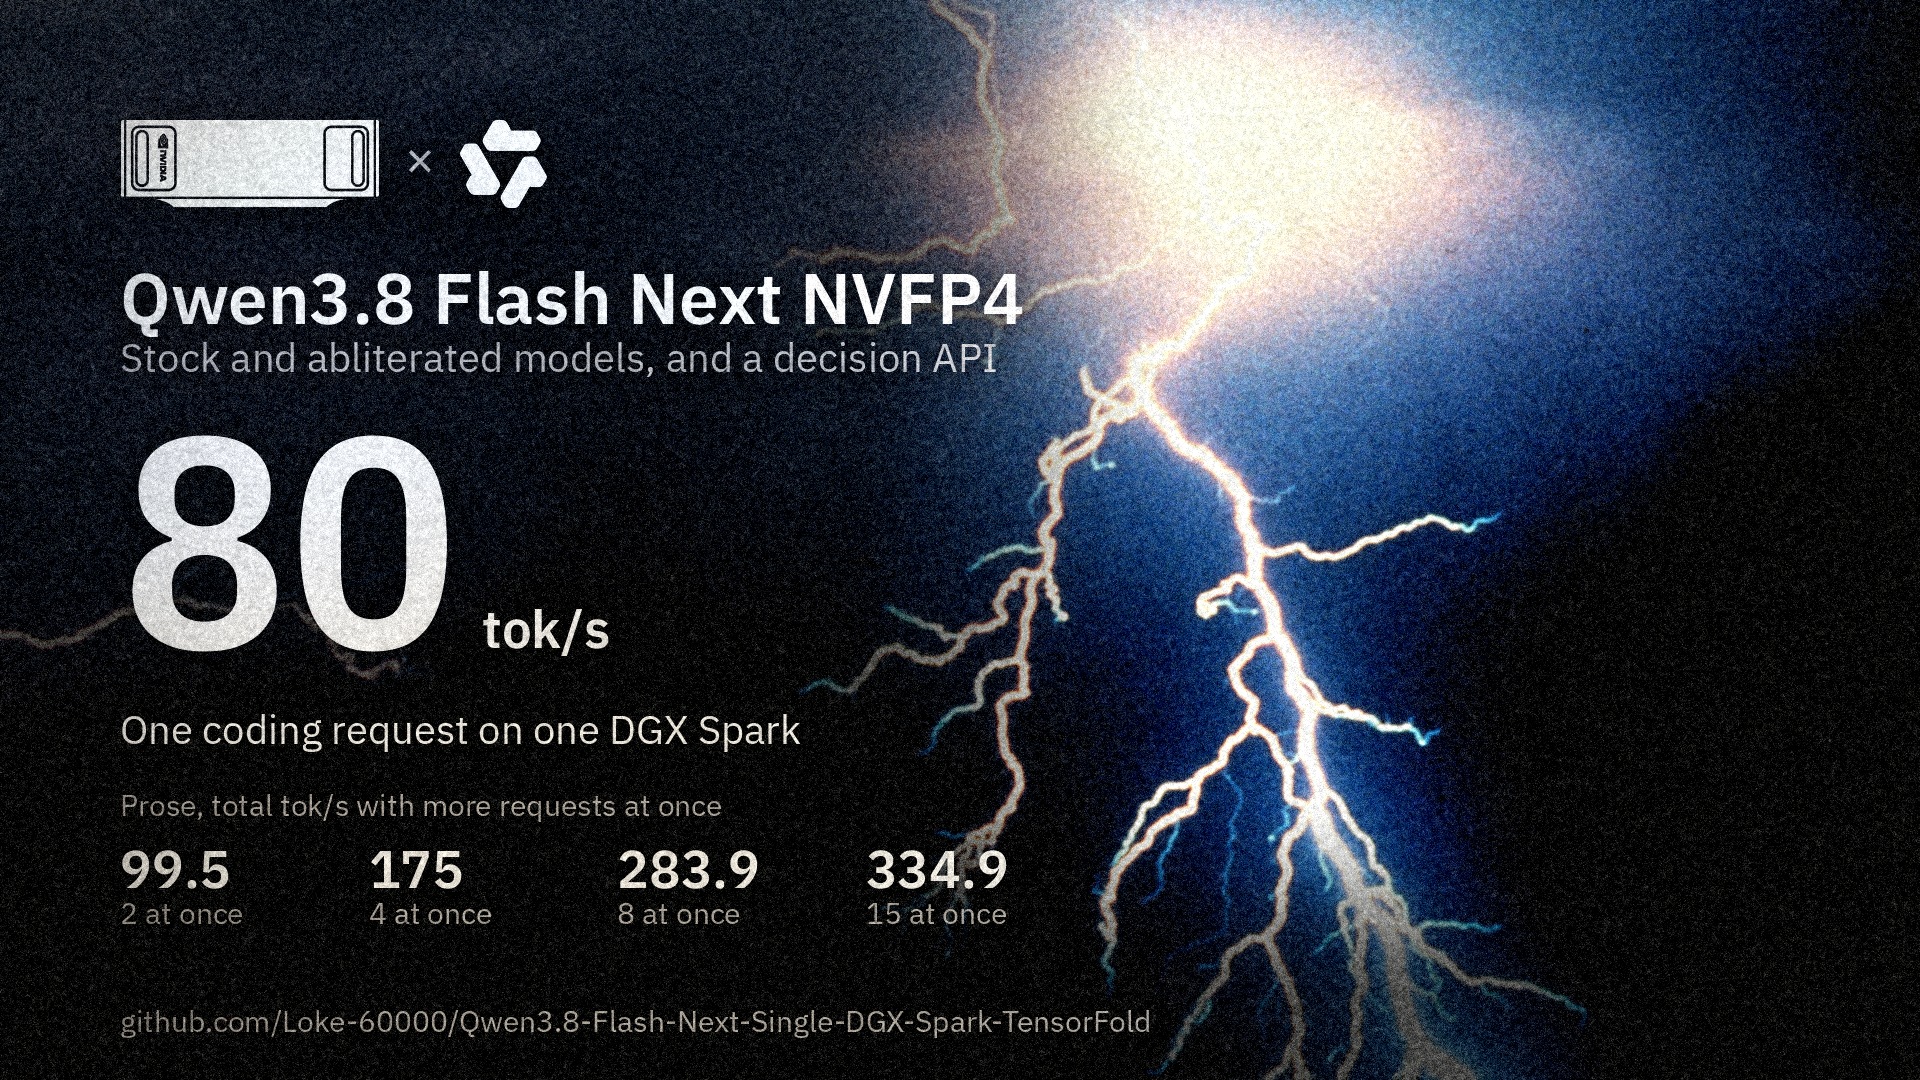 NVIDIA
×
Qwen3.8 Flash Next NVFP4
Stock and abliterated models, and a decision API
80 tok/s
One coding request on one DGX Spark
Prose, total tok/s with more requests at once
99.5 175 283.9 334.9
2 at once 4 at once 8 at once 15 at once
github.com/Loke-60000/Qwen3.8-Flash-Next-Single-DGX-Spark-TensorFold